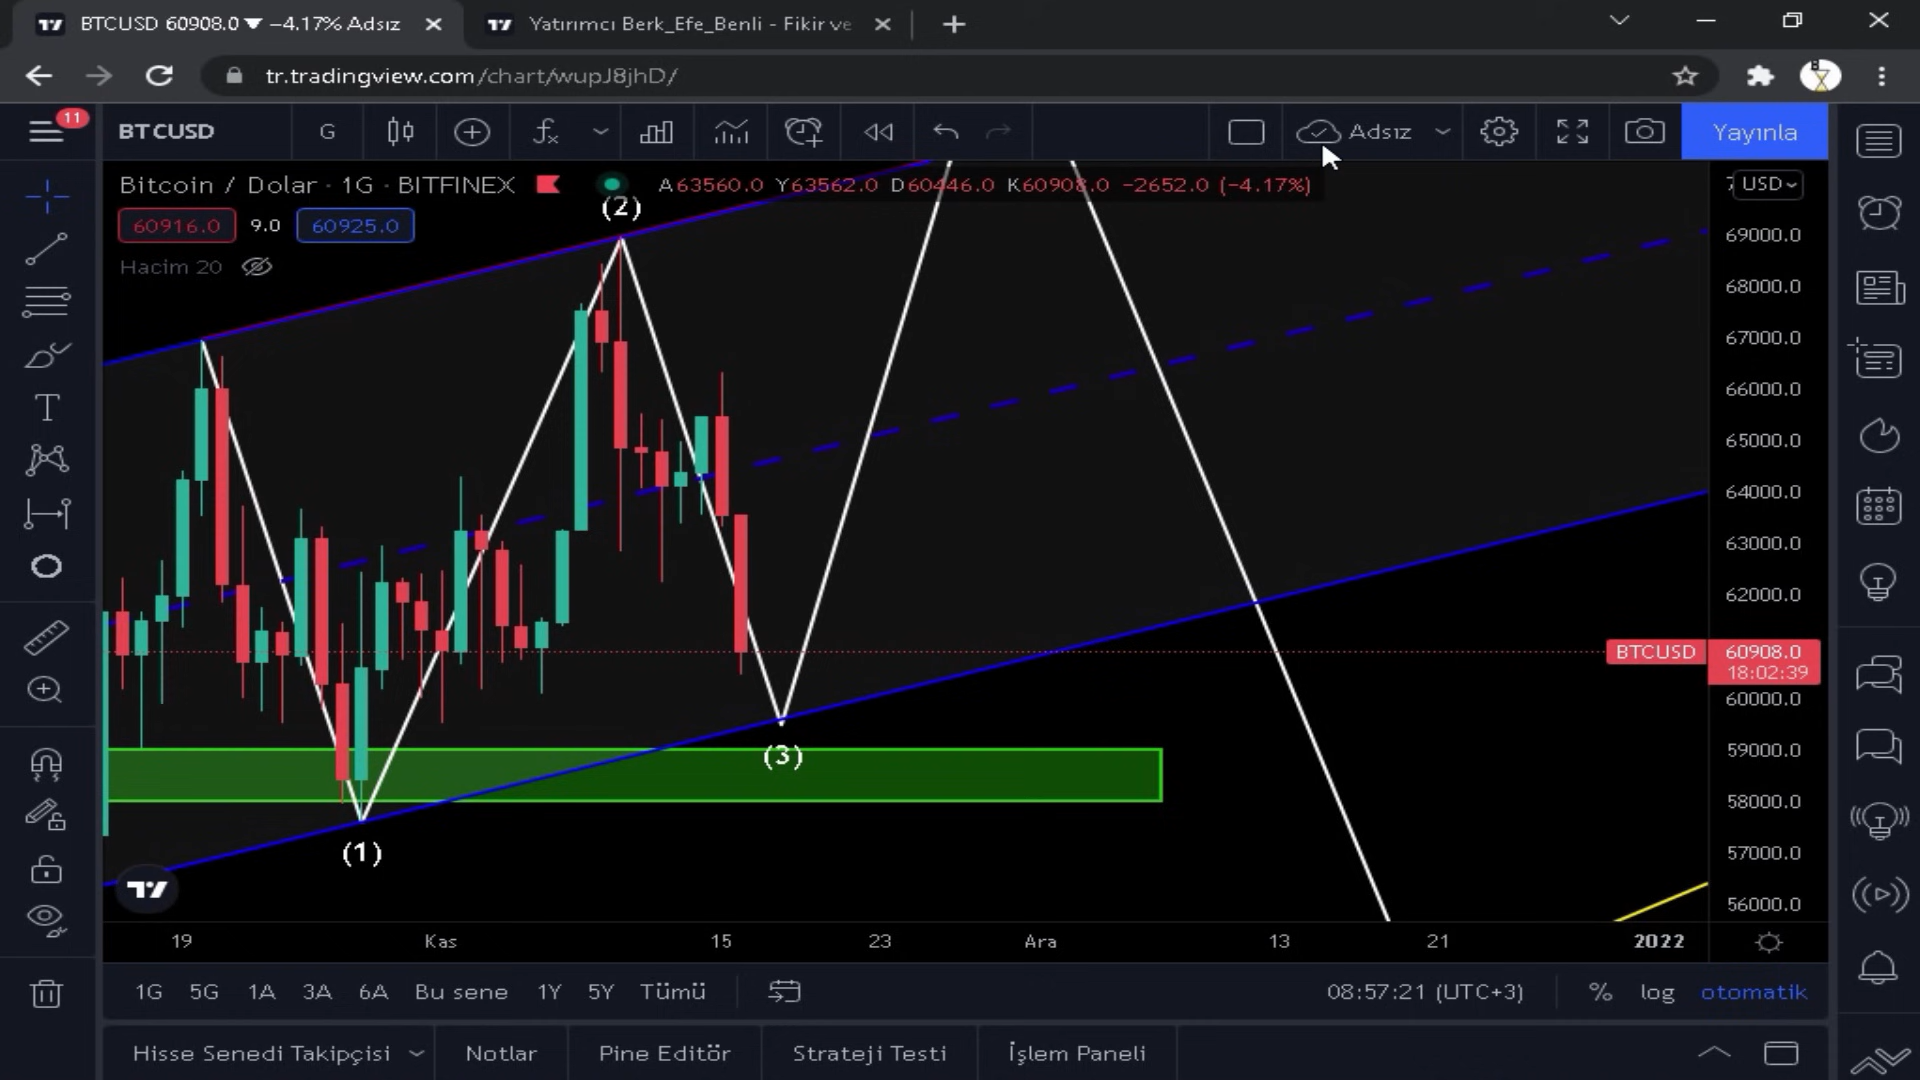 BTCUSD 60908.0 ▼ −4.17% Adsız
Yatırımcı Berk_Efe_Benli - Fikir ve
tr.tradingview.com/chart/wupJ8jhD/
11
BTCUSD
G
Adsız
Yayınla
Bitcoin / Dolar · 1G · BITFINEX
A63560.0 Y63562.0 D60446.0 K60908.0 −2652.0 (−4.17%)
USD
60916.0 9.0 60925.0
Hacim 20
(2)
69000.0
68000.0
67000.0
66000.0
65000.0
64000.0
63000.0
62000.0
BTCUSD 60908.0
18:02:39
60000.0
59000.0
(3)
58000.0
(1)
57000.0
56000.0
19 Kas 15 23 Ara 13 21 2022
1G 5G 1A 3A 6A Bu sene 1Y 5Y Tümü
08:57:21 (UTC+3) % log otomatik
Hisse Senedi Takipçisi Notlar Pine Editör Strateji Testi İşlem Paneli